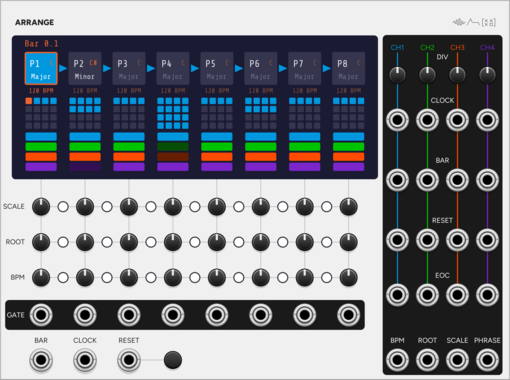 ARRANGE
Bar 0.1
P1 C P2 C# P3 C P4 C P5 C P6 C P7 C P8 C
Major Minor Major Major Major Major Major Major
120 BPM 120 BPM 120 BPM 120 BPM 120 BPM 120 BPM 120 BPM 120 BPM
SCALE
ROOT
BPM
GATE
BAR CLOCK RESET
CH1 CH2 CH3 CH4
DIV
CLOCK
BAR
RESET
EOC
BPM ROOT SCALE PHRASE